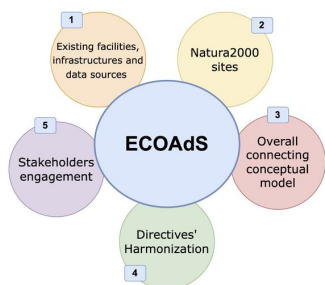 1
Existing facilities,
infrastructures and
data sources
2
Natura2000
sites
3
Overall
connecting
conceptual
model
ECOAdS
5
Stakeholders
engagement
Directives'
Harmonization
4